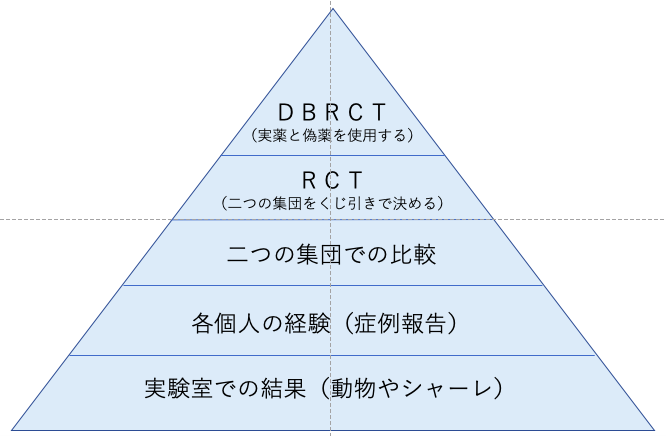 ＤＢＲＣＴ
（実薬と偽薬を使用する）
ＲＣＴ
（二つの集団をくじ引きで決める）
二つの集団での比較
各個人の経験（症例報告）
実験室での結果（動物やシャーレ）